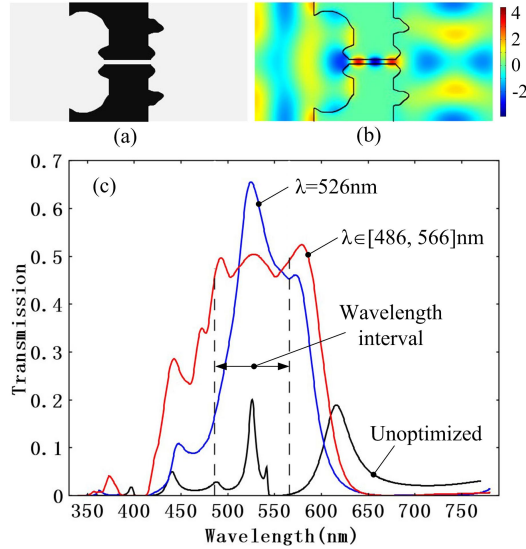 4
2
0
-2
(a)
(b)
0.7
0.6
0.5
0.4
0.3
0.2
0.1
0
Transmission
(c)
λ=526nm
λ∈[486, 566]nm
Wavelength
interval
Unoptimized
350 400 450 500 550 600 650 700 750
Wavelength(nm)